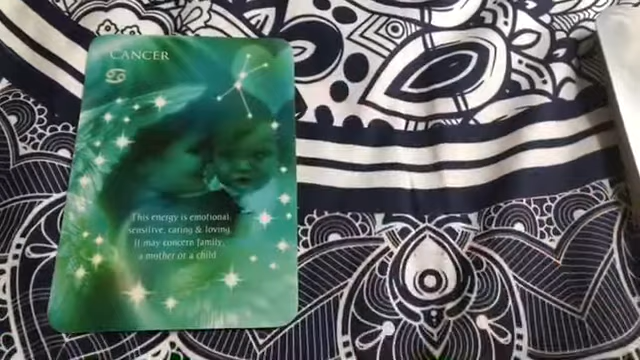 CANCER
This energy is emotional,
sensitive, caring & loving.
It may concern family,
a mother or a child